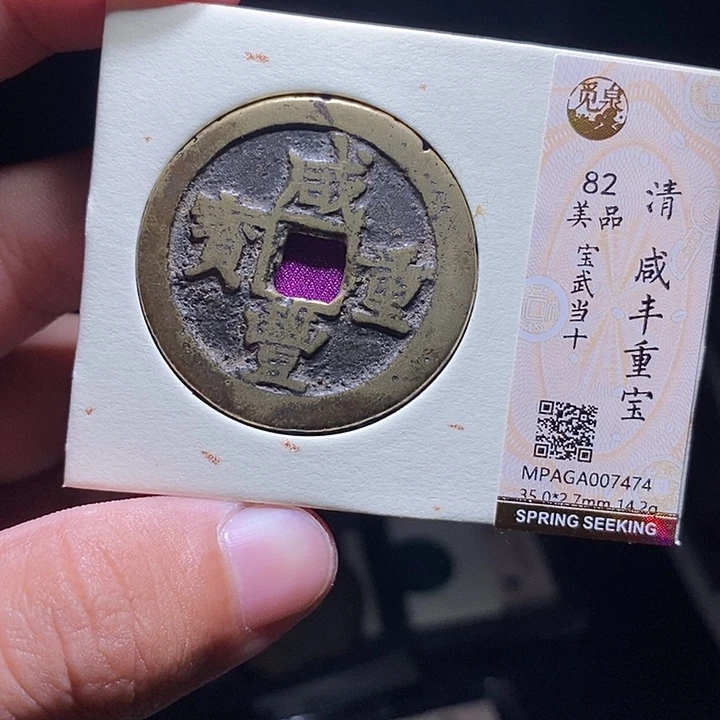 咸豐重寶
觅泉
82
美品
宝武当十
清 咸丰重宝
MPAGA007474
35.0*2.7mm 14.2g
SPRING SEEKING